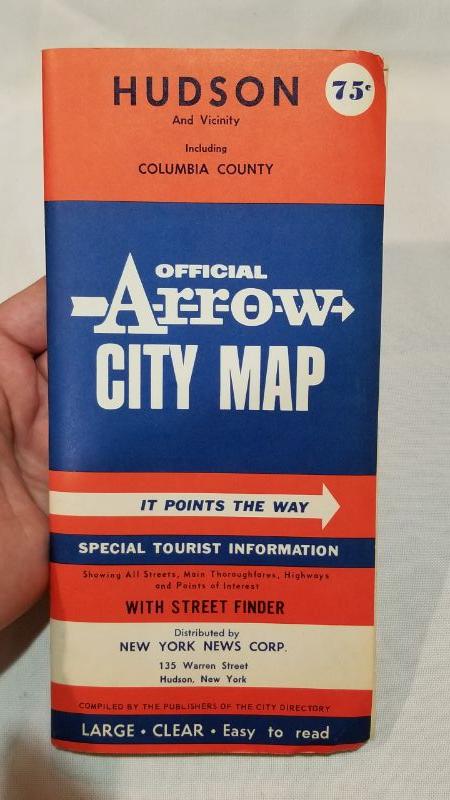 HUDSON
75¢
And Vicinity
Including
COLUMBIA COUNTY
OFFICIAL
Arrow
CITY MAP
IT POINTS THE WAY
SPECIAL TOURIST INFORMATION
Showing All Streets, Main Thoroughfares, Highways
and Points of Interest
WITH STREET FINDER
Distributed by
NEW YORK NEWS CORP.
135 Warren Street
Hudson, New York
COMPILED BY THE PUBLISHERS OF THE CITY DIRECTORY
LARGE • CLEAR • Easy to read